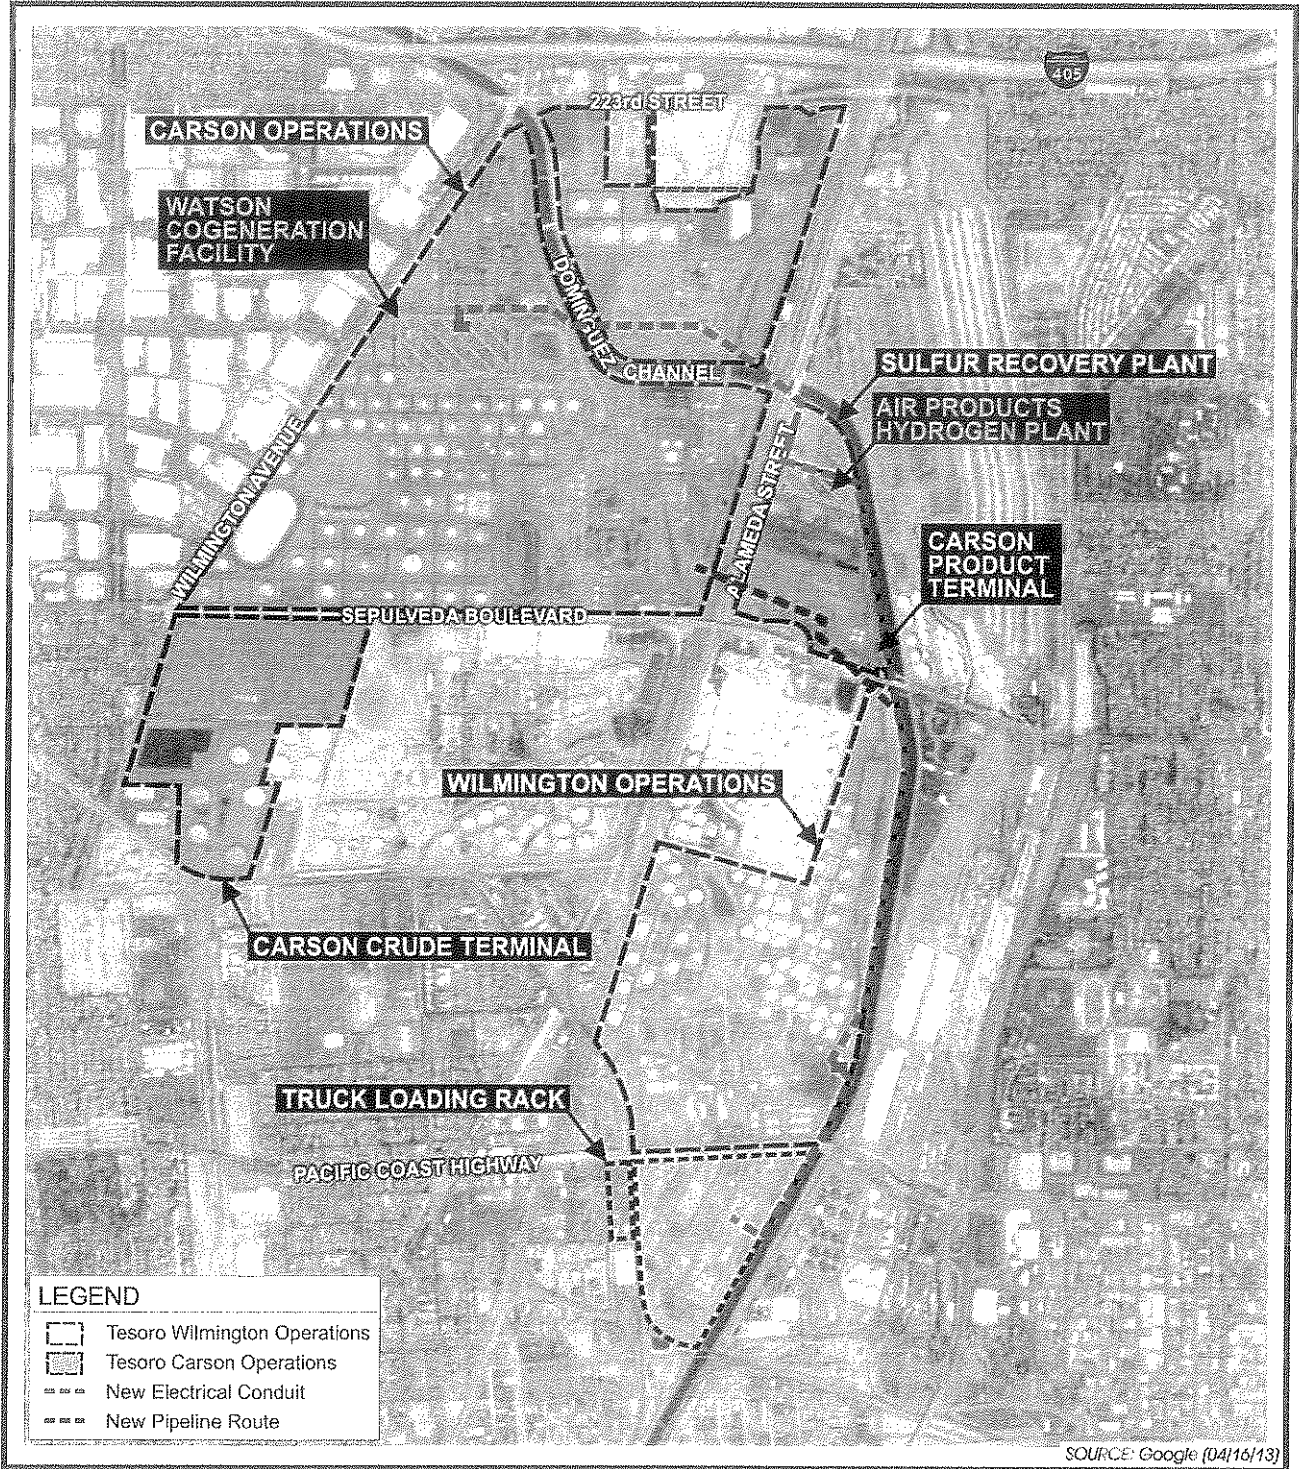 405
223rd STREET
CARSON OPERATIONS
WATSON
COGENERATION
FACILITY
DOMINGUEZ
CHANNEL
SULFUR RECOVERY PLANT
AIR PRODUCTS
HYDROGEN PLANT
WILMINGTON AVENUE
ALAMEDA STREET
CARSON
PRODUCT
TERMINAL
SEPULVEDA BOULEVARD
WILMINGTON OPERATIONS
CARSON CRUDE TERMINAL
TRUCK LOADING RACK
PACIFIC COAST HIGHWAY
LEGEND
Tesoro Wilmington Operations
Tesoro Carson Operations
New Electrical Conduit
New Pipeline Route
SOURCE: Google (04/16/13)